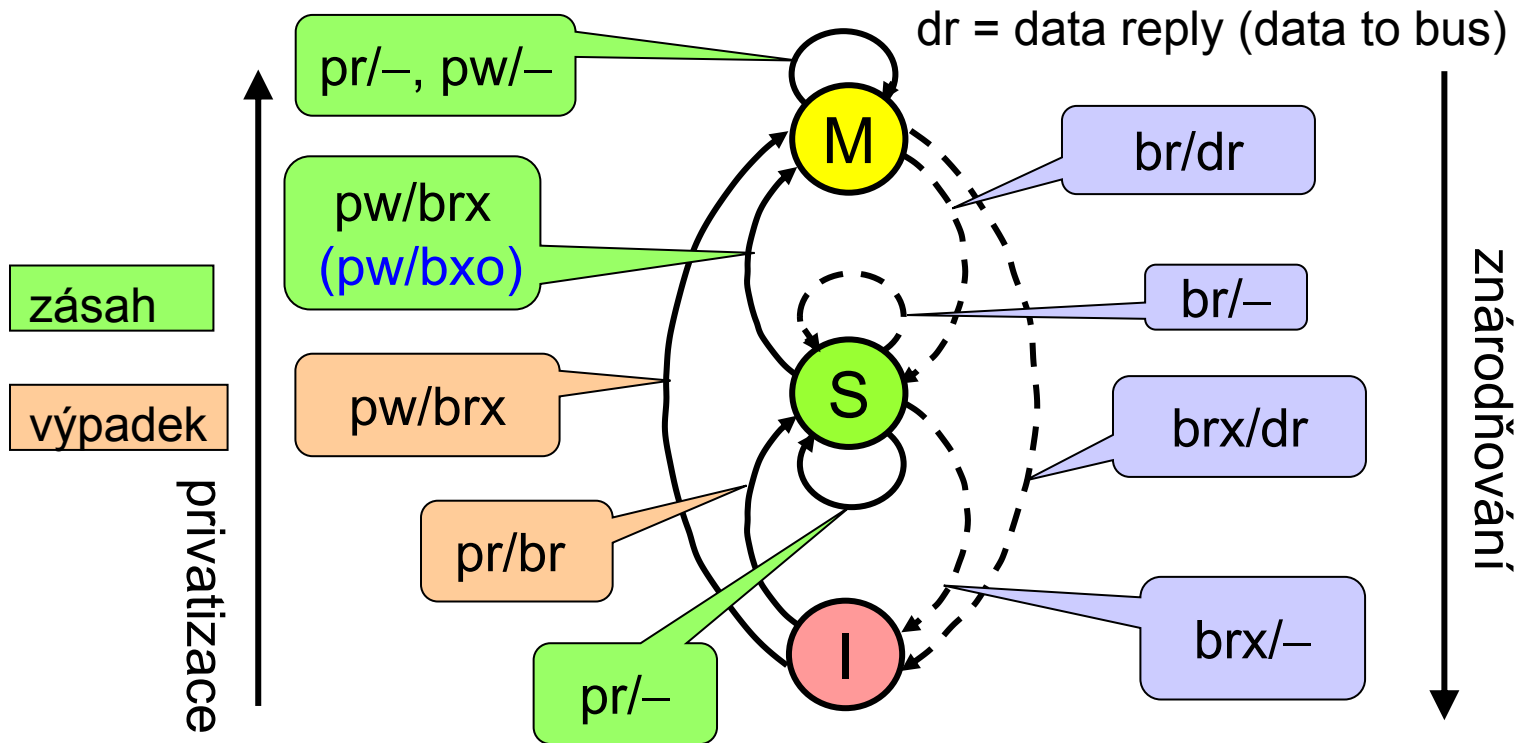 dr = data reply (data to bus)
pr/–, pw/–
M
br/dr
pw/brx
(pw/bxo)
br/–
zásah
S
pw/brx
výpadek
brx/dr
znárodňování
privatizace
pr/br
I
brx/–
pr/–